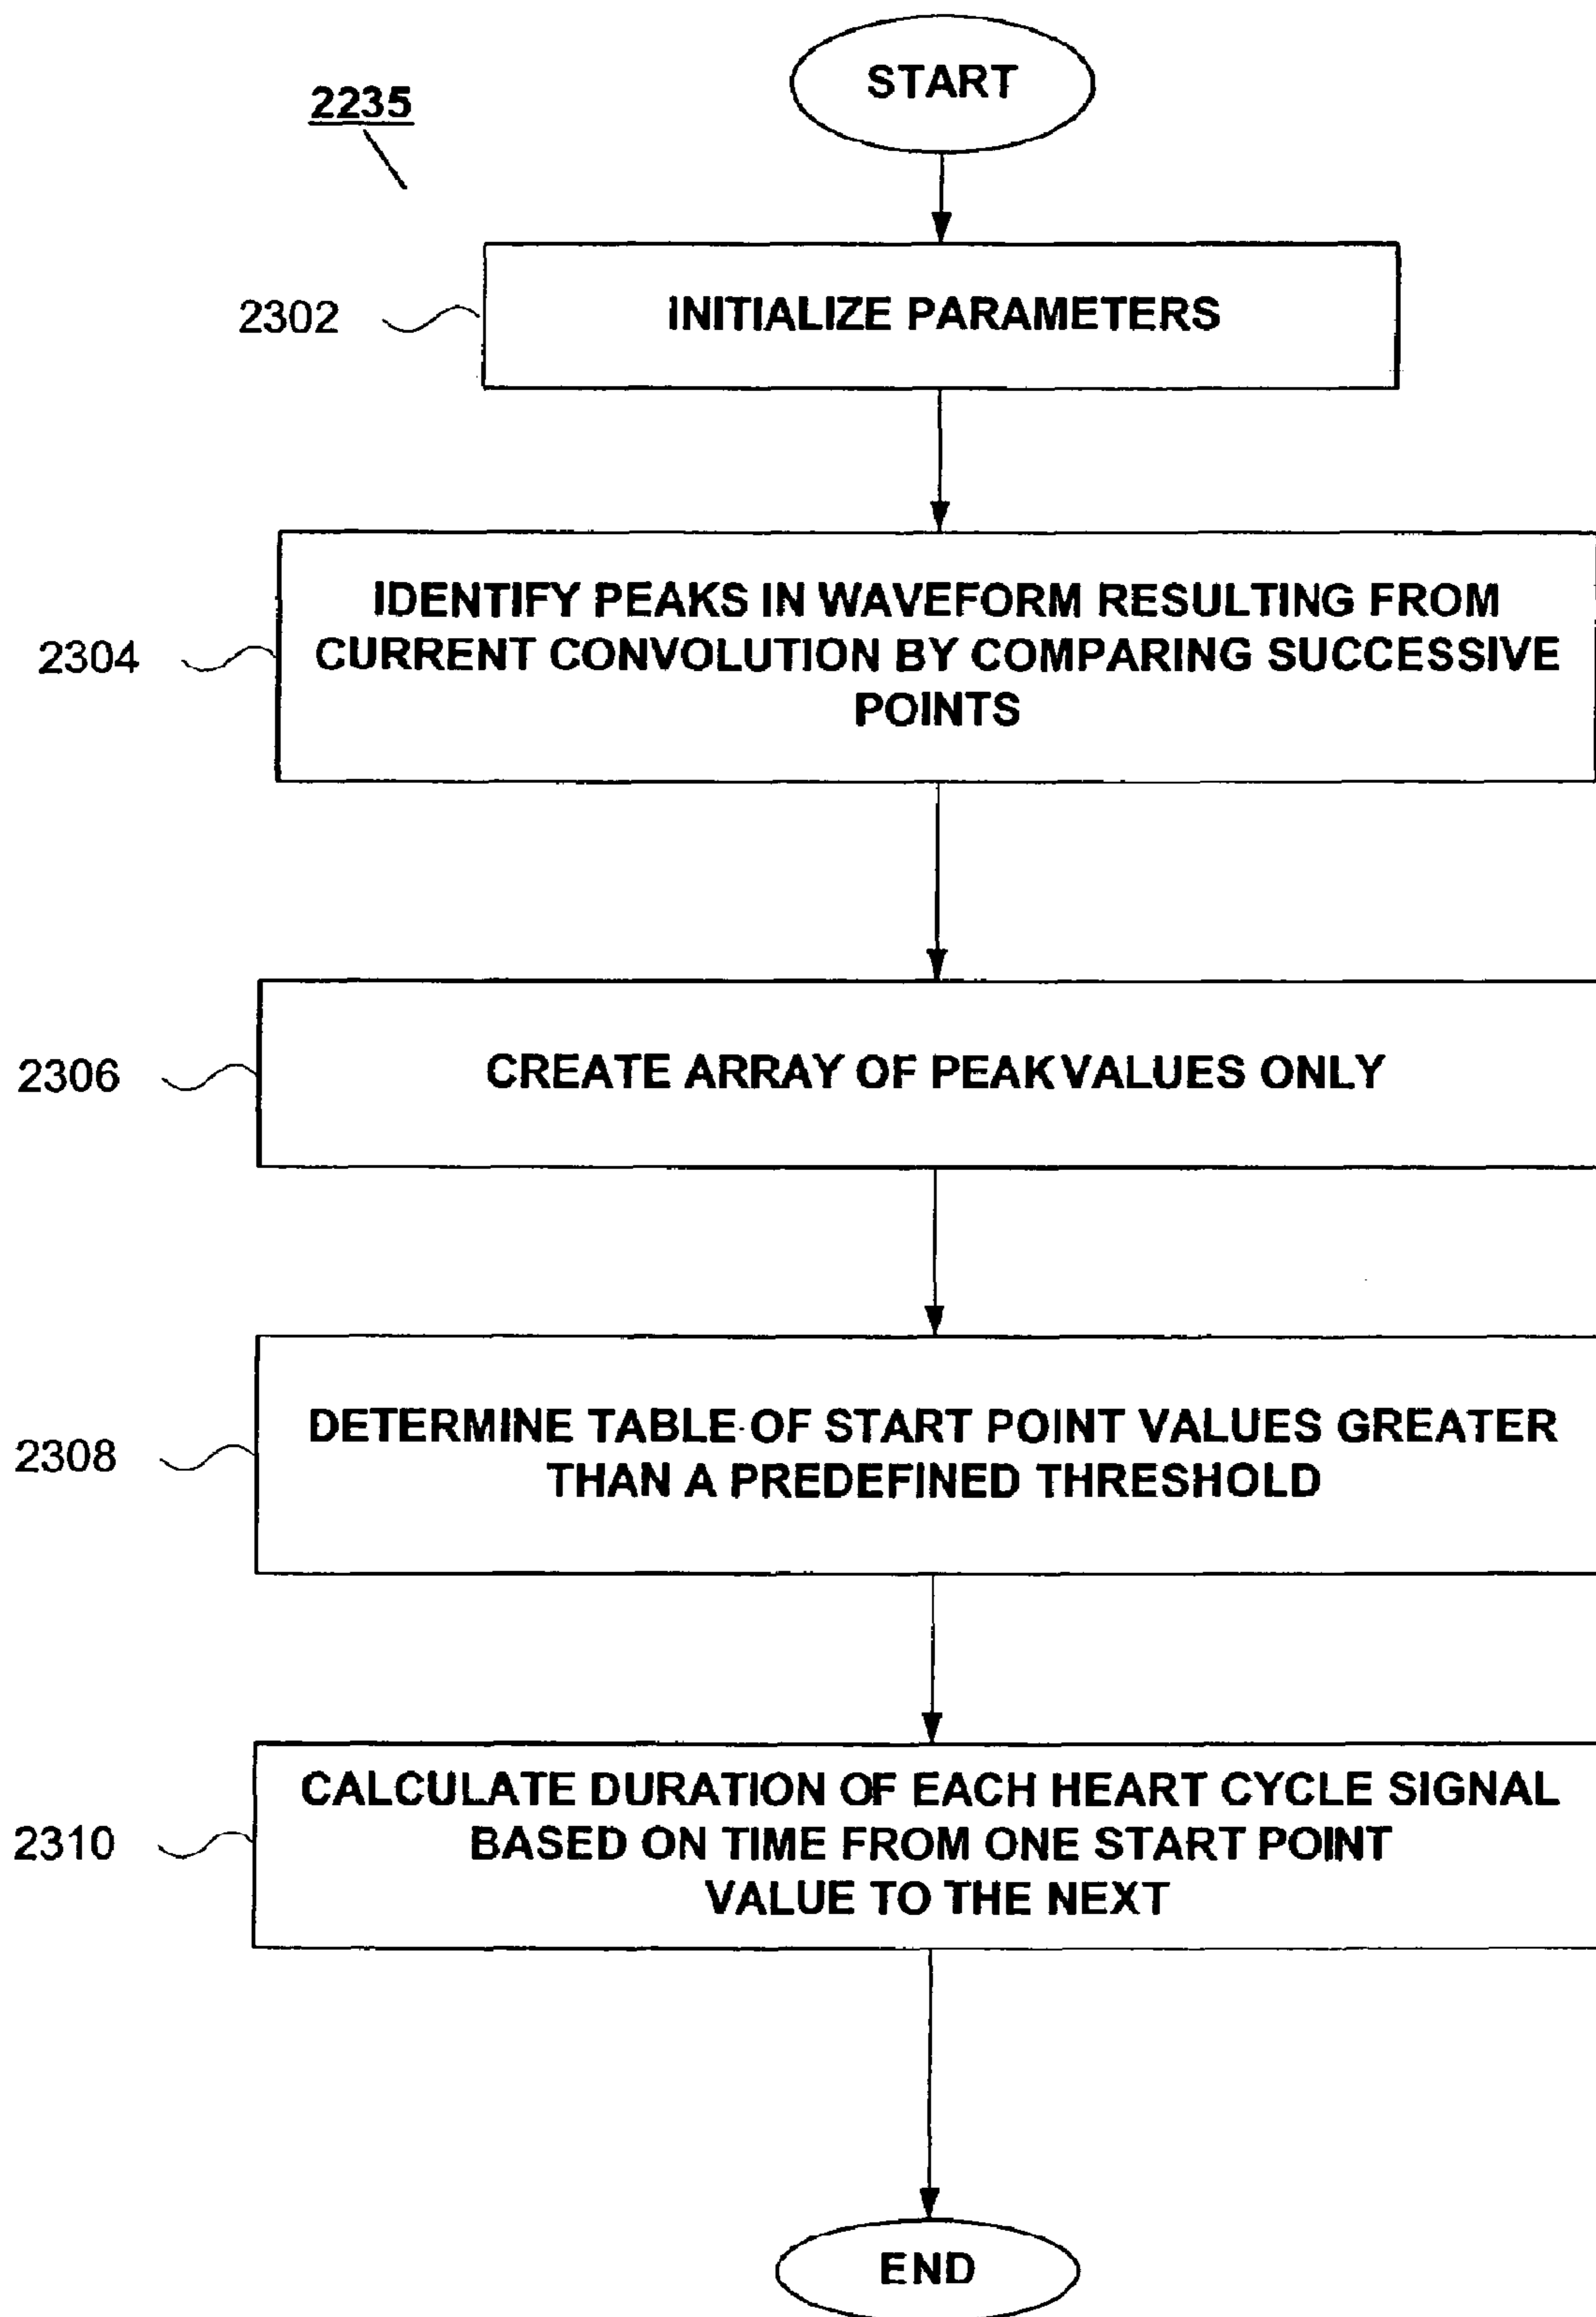 START
2235
2302
INITIALIZE PARAMETERS
2304
IDENTIFY PEAKS IN WAVEFORM RESULTING FROM
CURRENT CONVOLUTION BY COMPARING SUCCESSIVE
POINTS
2306
CREATE ARRAY OF PEAK VALUES ONLY
2308
DETERMINE TABLE OF START POINT VALUES GREATER
THAN A PREDEFINED THRESHOLD
2310
CALCULATE DURATION OF EACH HEART CYCLE SIGNAL
BASED ON TIME FROM ONE START POINT
VALUE TO THE NEXT
END